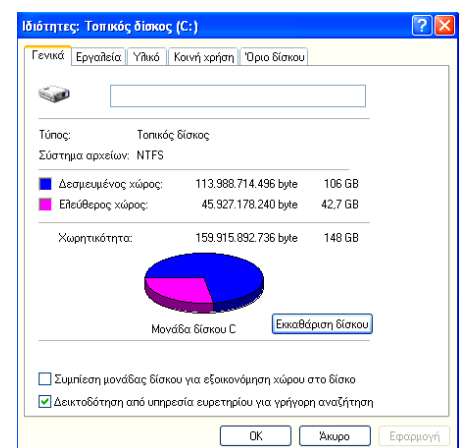 Ιδιότητες: Τοπικός δίσκος (C:)
Γενικά Εργαλεία Υλικό Κοινή χρήση Όριο δίσκου
Τύπος: Τοπικός δίσκος
Σύστημα αρχείων: NTFS
Δεσμευμένος χώρος: 113.988.714.496 byte 106 GB
Ελεύθερος χώρος: 45.927.178.240 byte 42,7 GB
Χωρητικότητα: 159.915.892.736 byte 148 GB
Μονάδα δίσκου C Εκκαθάριση δίσκου
Συμπίεση μονάδας δίσκου για εξοικονόμηση χώρου στο δίσκο
Δεικτοδότηση από υπηρεσία ευρετηρίου για γρήγορη αναζήτηση
OK Άκυρο Εφαρμογή